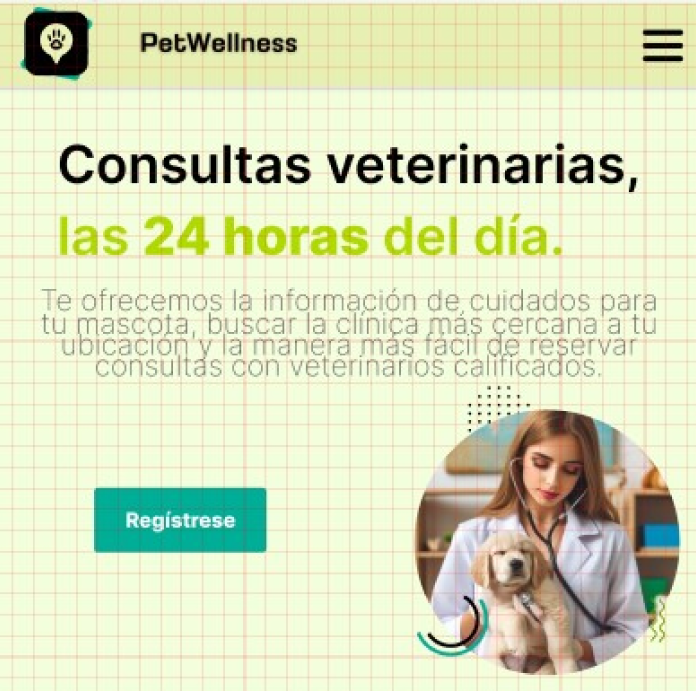 PetWellness
Consultas veterinarias,
las 24 horas del día.
Te ofrecemos la información de cuidados para
tu mascota, buscar la clínica más cercana a tu
ubicación y la manera más fácil de reservar
consultas con veterinarios calificados.
Regístrese